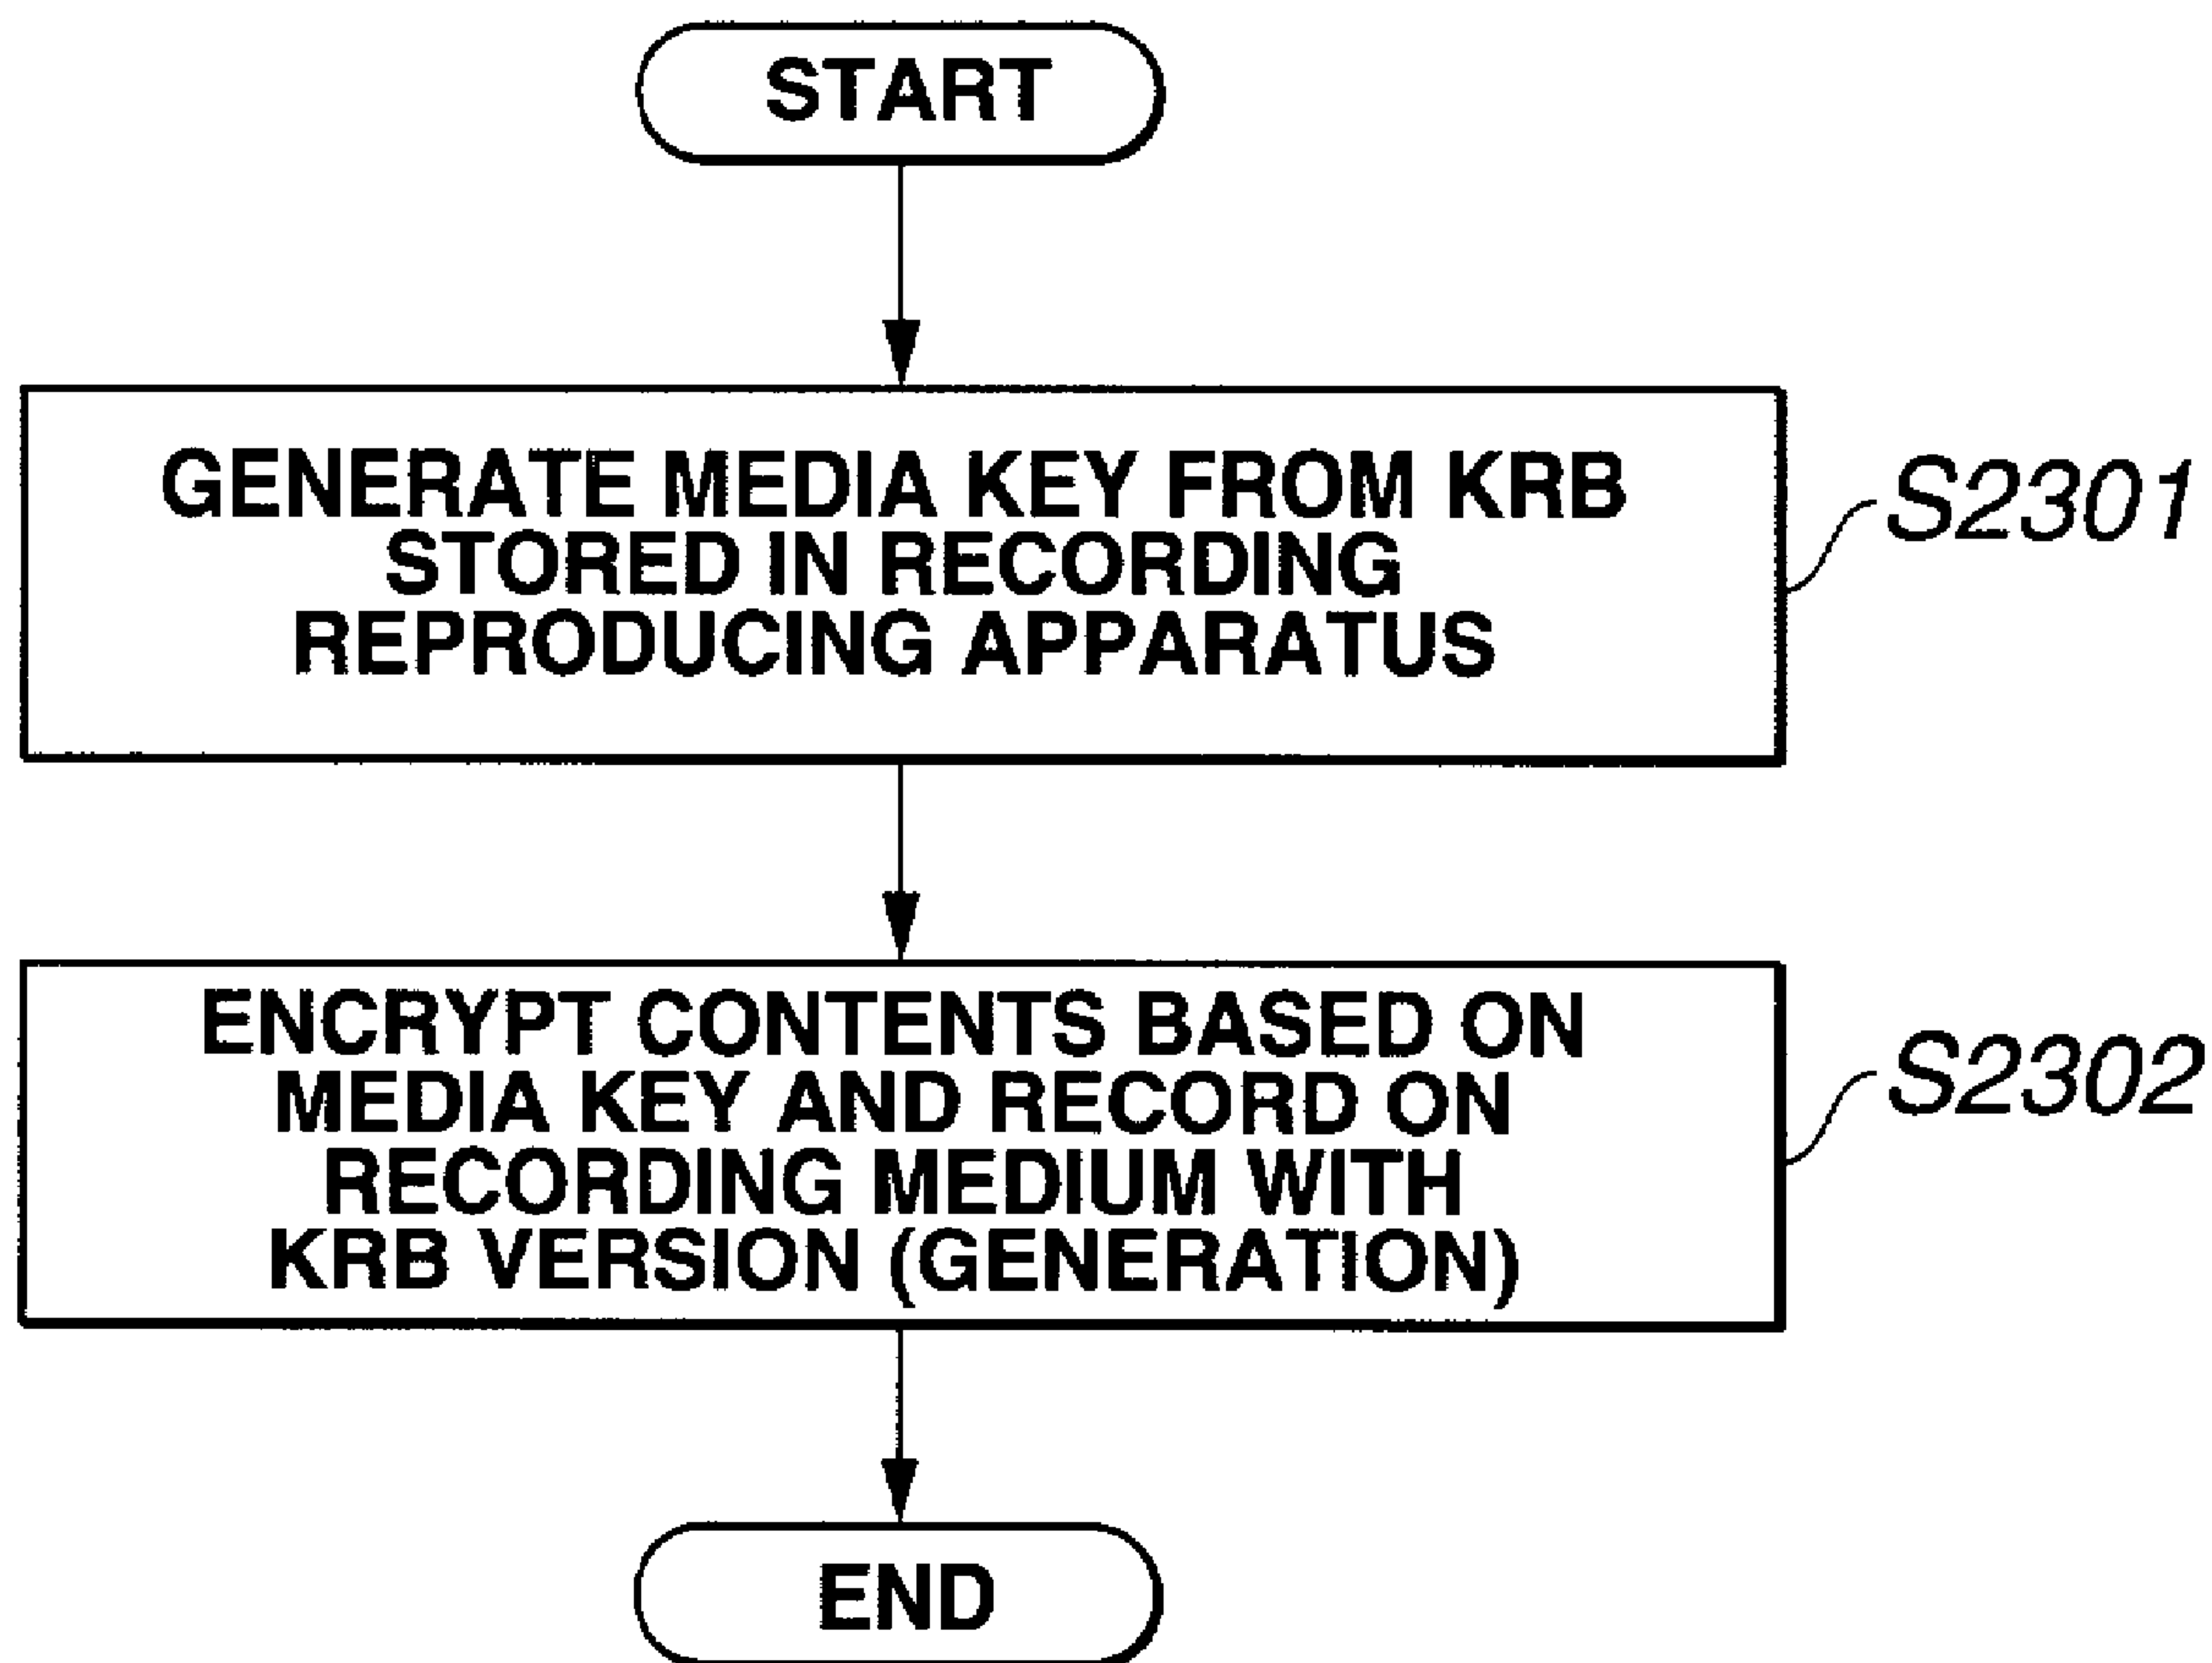 START
GENERATE MEDIA KEY FROM KRB
STORED IN RECORDING
REPRODUCING APPARATUS
S2301
ENCRYPT CONTENTS BASED ON
MEDIA KEY AND RECORD ON
RECORDING MEDIUM WITH
KRB VERSION (GENERATION)
S2302
END